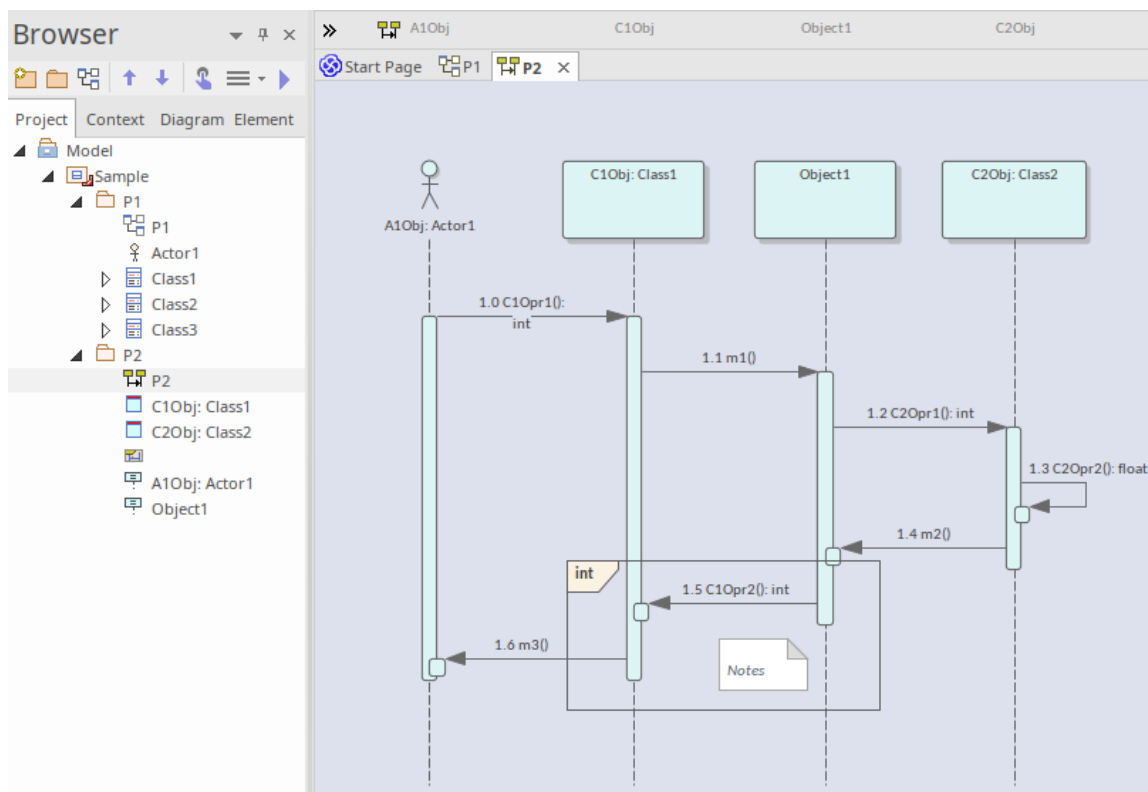 Browser
Project Context Diagram Element
Model
Sample
P1
P1
Actor1
Class1
Class2
Class3
P2
P2
C1Obj: Class1
C2Obj: Class2
A1Obj: Actor1
Object1
A1Obj C1Obj Object1 C2Obj
Start Page P1 P2
A1Obj: Actor1
C1Obj: Class1
Object1
C2Obj: Class2
1.0 C1Opr1():
int
1.1 m1()
1.2 C2Opr1(): int
1.3 C2Opr2(): float
1.4 m2()
int
1.5 C1Opr2(): int
1.6 m3()
Notes